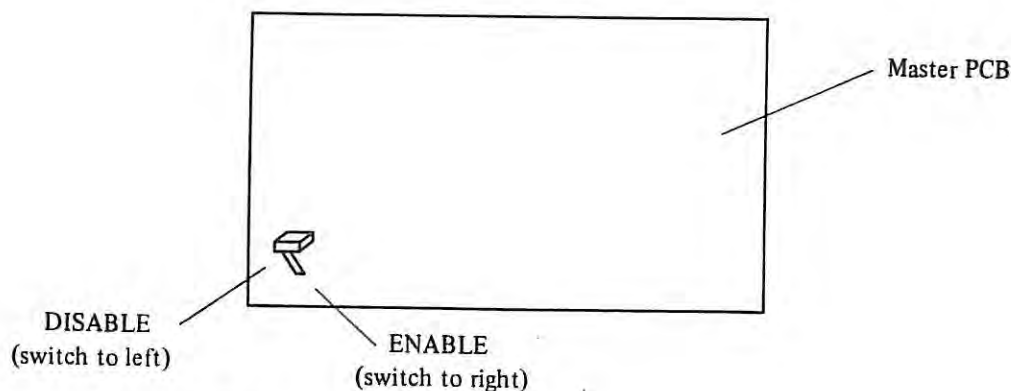 Master PCB
DISABLE
(switch to left)
ENABLE
(switch to right)